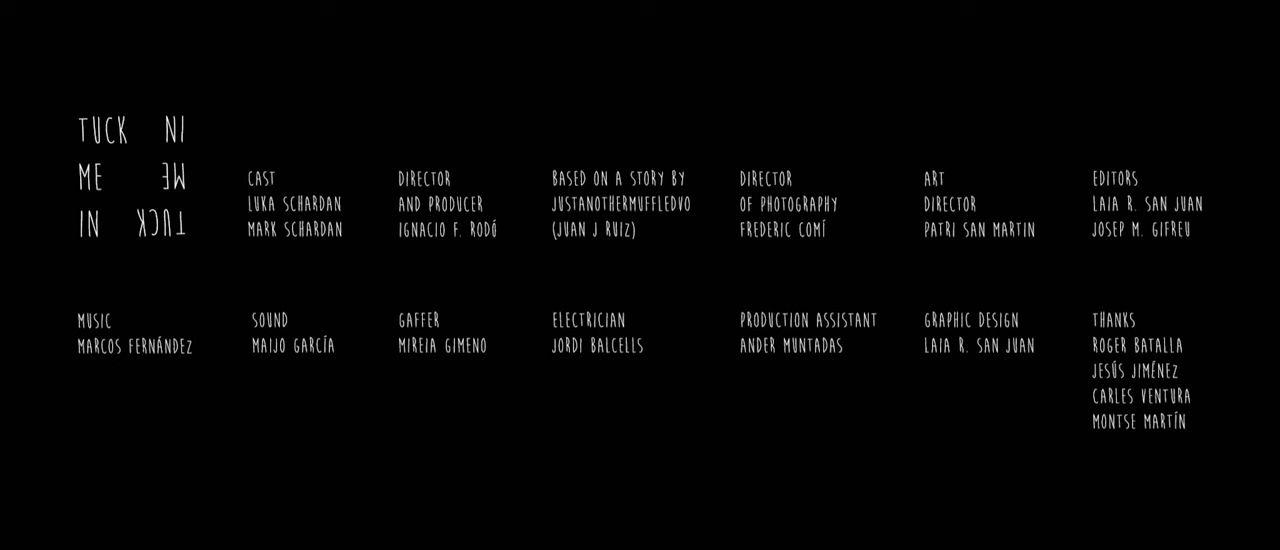 TUCK
ME
IN
NI
ME
TUCK
CAST
LUKA SCHARDAN
MARK SCHARDAN
DIRECTOR
AND PRODUCER
IGNACIO F. RODÓ
BASED ON A STORY BY
JUSTANOTHERMUFFLEDVO
(JUAN J RUIZ)
DIRECTOR
OF PHOTOGRAPHY
FREDERIC COMÍ
ART
DIRECTOR
PATRI SAN MARTIN
EDITORS
LAIA R. SAN JUAN
JOSEP M. GIFREU
MUSIC
MARCOS FERNÁNDEZ
SOUND
MAIJO GARCÍA
GAFFER
MIREIA GIMENO
ELECTRICIAN
JORDI BALCELLS
PRODUCTION ASSISTANT
ANDER MUNTADAS
GRAPHIC DESIGN
LAIA R. SAN JUAN
THANKS
ROGER BATALLA
JESÚS JIMÉNEZ
CARLES VENTURA
MONTSE MARTÍN